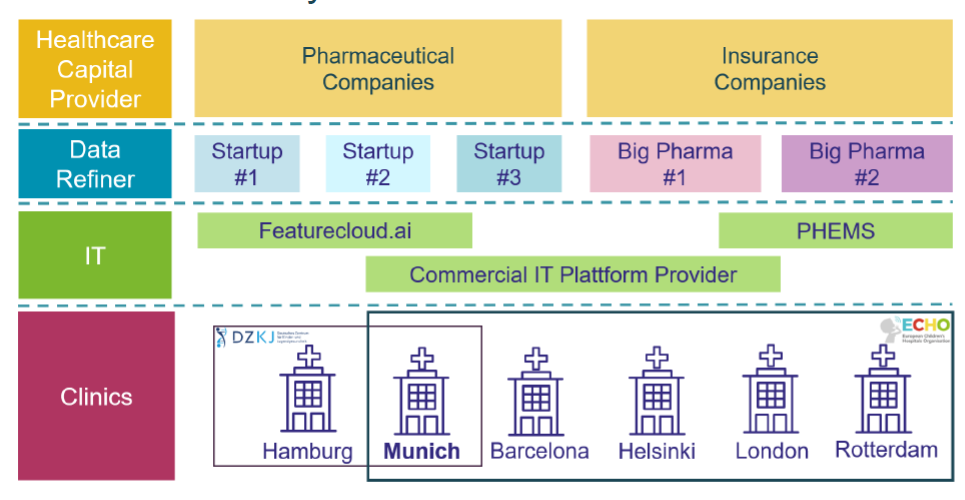 Healthcare
Capital
Provider
Pharmaceutical
Companies
Insurance
Companies
Data
Refiner
Startup
#1
Startup
#2
Startup
#3
Big Pharma
#1
Big Pharma
#2
IT
Featurecloud.ai
PHEMS
Commercial IT Plattform Provider
Clinics
DZKJ
ECHO
European Children's
Hospitals Organisation
Hamburg
Munich
Barcelona
Helsinki
London
Rotterdam